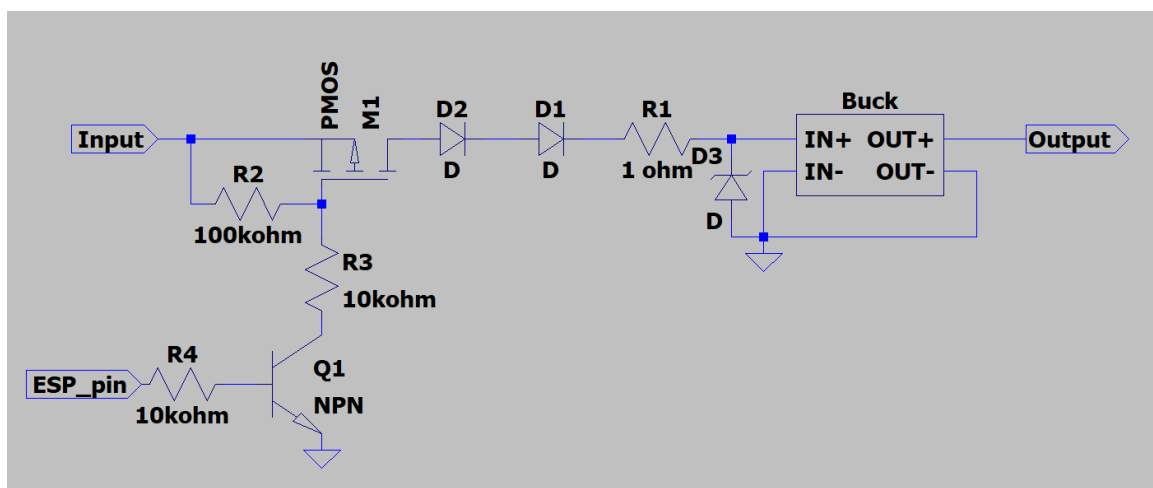 PMOS
M1
D2
D1
R1
Buck
Input
IN+ OUT+
Output
D3
D
D
1 ohm
IN- OUT-
R2
100kohm
D
R3
10kohm
R4
Q1
ESP_pin
NPN
10kohm